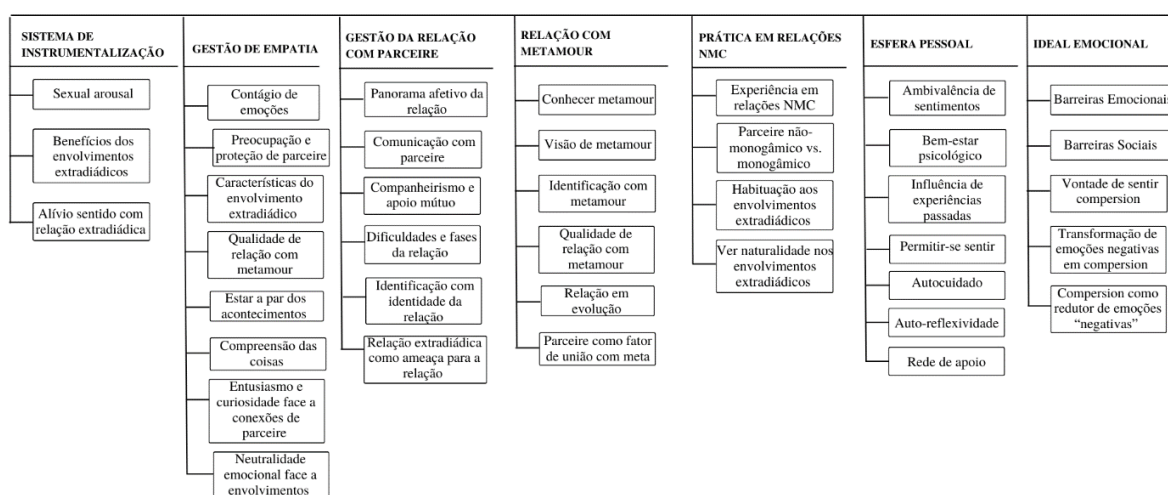 SISTEMA DE
INSTRUMENTALIZAÇÃO
Sexual arousal
Benefícios dos
envolvimentos
extradiádicos
Alívio sentido com
relação extradiádica
GESTÃO DE EMPATIA
Contágio de
emoções
Preocupação e
proteção de parceire
Características do
envolvimento
extradiádico
Qualidade de
relação com
metamour
Estar a par dos
acontecimentos
Compreensão das
coisas
Entusiasmo e
curiosidade face a
conexões de
parceire
Neutralidade
emocional face a
envolvimentos
GESTÃO DA RELAÇÃO
COM PARCEIRE
Panorama afetivo da
relação
Comunicação com
parceire
Companheirismo e
apoio mútuo
Dificuldades e fases
da relação
Identificação com
identidade da
relação
Relação extradiádica
como ameaça para a
relação
RELAÇÃO COM
METAMOUR
Conhecer metamour
Visão de metamour
Identificação com
metamour
Qualidade de
relação com
metamour
Relação em
evolução
Parceire como fator
de união com meta
PRÁTICA EM RELAÇÕES
NMC
Experiência em
relações NMC
Parceire não-
monogâmico vs.
monogâmico
Habituação aos
envolvimentos
extradiádicos
Ver naturalidade nos
envolvimentos
extradiádicos
ESFERA PESSOAL
Ambivalência de
sentimentos
Bem-estar
psicológico
Influência de
experiências
passadas
Permitir-se sentir
Autocuidado
Auto-reflexividade
Rede de apoio
IDEAL EMOCIONAL
Barreiras Emocionais
Barreiras Sociais
Vontade de sentir
compersion
Transformação de
emoções negativas
em compersion
Compersion como
redutor de emoções
"negativas"